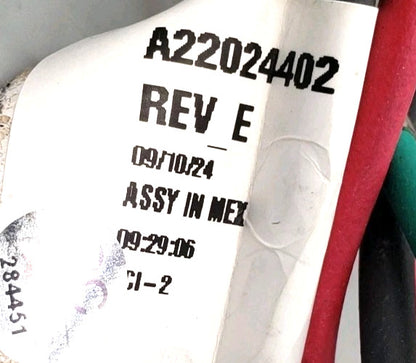 A22024402
REV_E
09/10/24
ASSY IN MEX
09:29:06
CI-2
284451